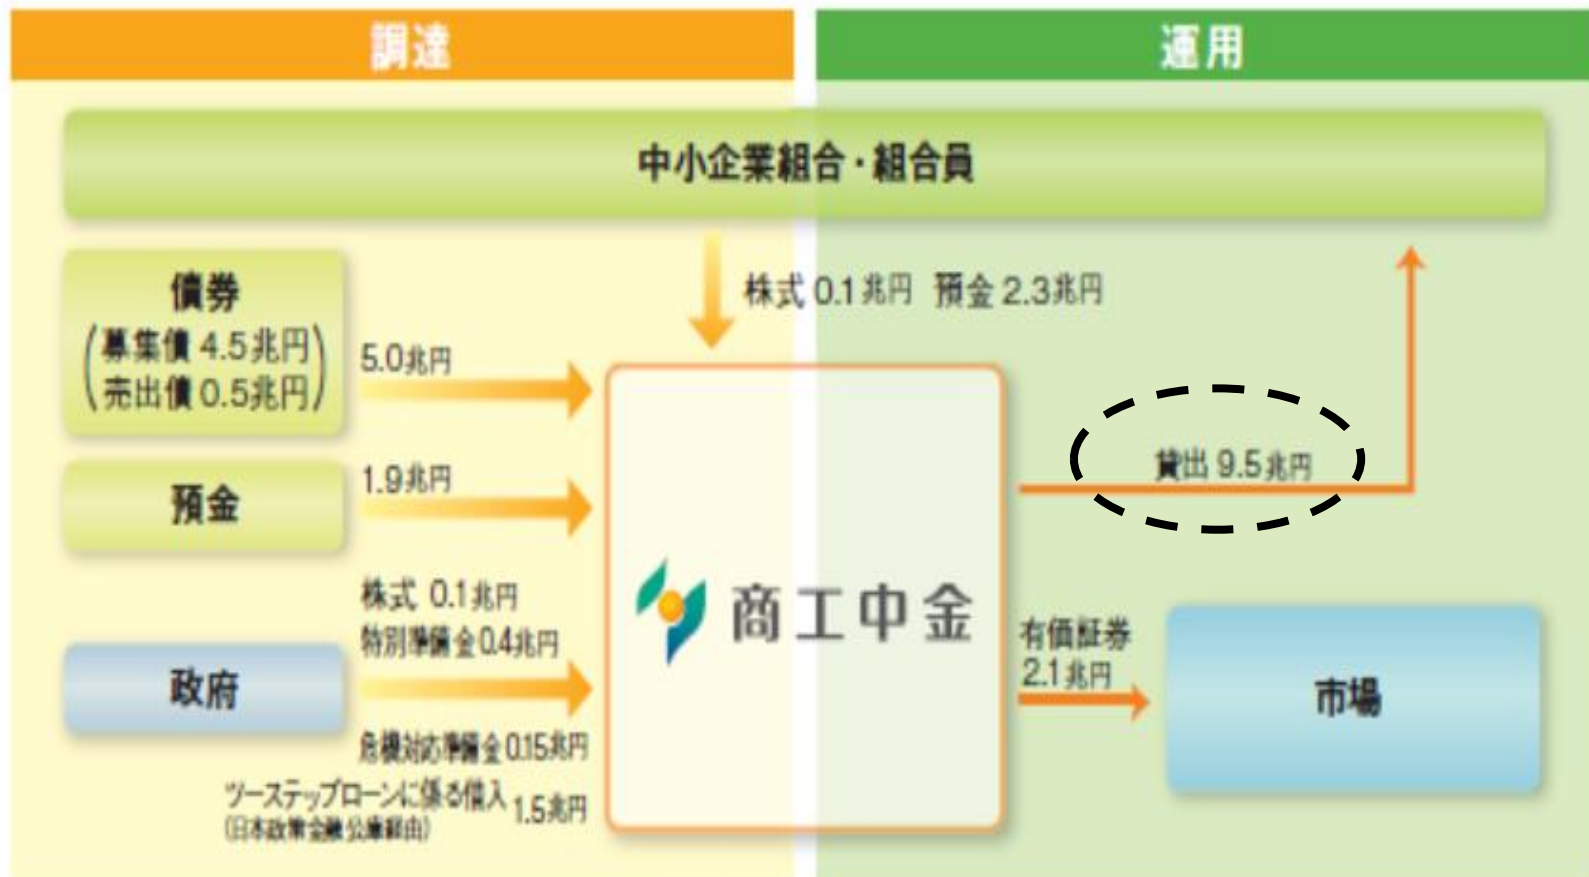 調達
運用
中小企業組合・組合員
株式 0.1兆円 預金 2.3兆円
債券
(募集債 4.5兆円
売出債 0.5兆円)
5.0兆円
預金
1.9兆円
政府
株式 0.1兆円
特別準備金 0.4兆円
危機対応準備金 0.15兆円
ツーステップローンに係る借入 1.5兆円
(日本政策金融公庫経由)
商工中金
貸出 9.5兆円
有価証券
2.1兆円
市場